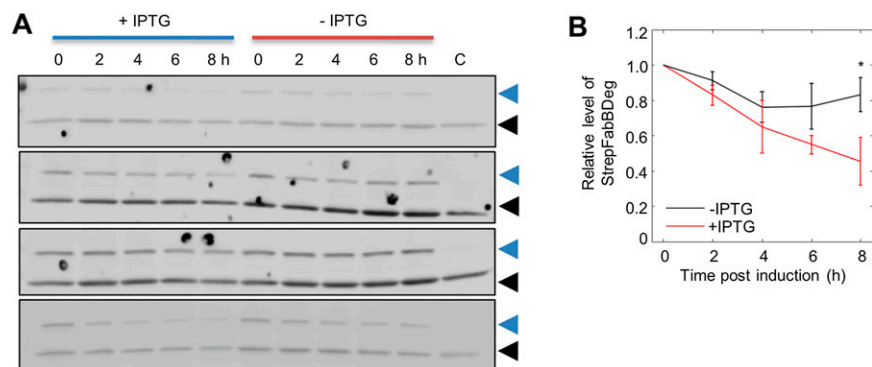 A
+ IPTG
- IPTG
0 2 4 6 8 h 0 2 4 6 8 h C
B
Relative level of
StrepFabBDeg
1.2
1.0
0.8
0.6
0.4
0.2
0
*
-IPTG
+IPTG
0 2 4 6 8
Time post induction (h)